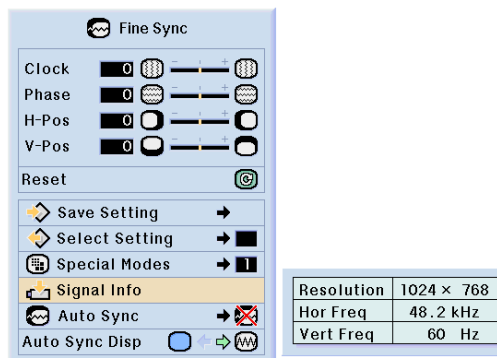 Fine Sync
Clock 0 - +
Phase 0 - +
H-Pos 0 - +
V-Pos 0 - +
Reset
Save Setting
Select Setting
Special Modes 1
Signal Info
Auto Sync
Auto Sync Disp
Resolution 1024 × 768
Hor Freq 48.2 kHz
Vert Freq 60 Hz